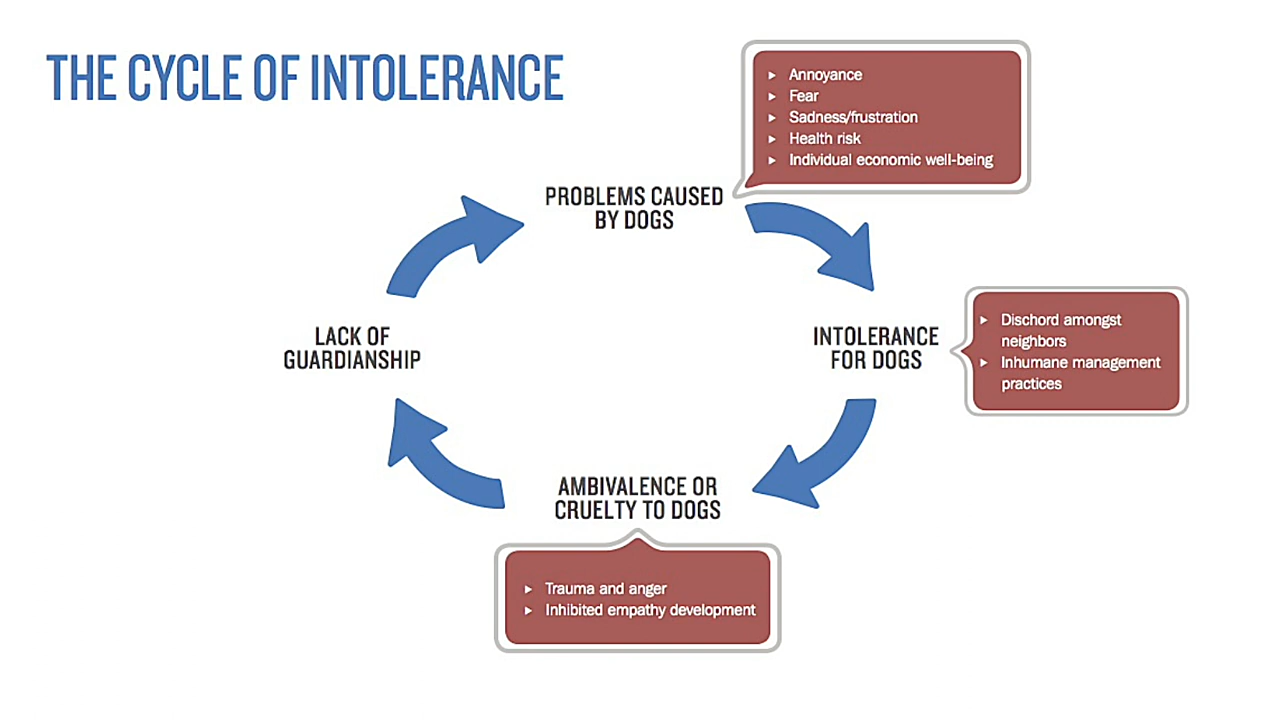 THE CYCLE OF INTOLERANCE
Annoyance
Fear
Sadness/frustration
Health risk
Individual economic well-being
PROBLEMS CAUSED
BY DOGS
INTOLERANCE
FOR DOGS
Dischord amongst
neighbors
Inhumane management
practices
AMBIVALENCE OR
CRUELTY TO DOGS
Trauma and anger
Inhibited empathy development
LACK OF
GUARDIANSHIP